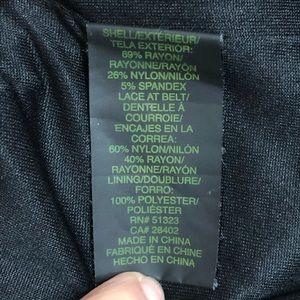 SHELL/EXTÉRIEUR/
TELA EXTERIOR:
69% RAYON/
RAYONNE/RAYÓN
26% NYLON/NILÓN
5% SPANDEX
LACE AT BELT/
DENTELLE À
COURROIE/
ENCAJES EN LA
CORREA:
60% NYLON/NILÓN
40% RAYON/
RAYONNE/RAYÓN
LINING/DOUBLURE/
FORRO:
100% POLYESTER/
POLIÉSTER
RN# 51323
CA# 28402
MADE IN CHINA
FABRIQUÉ EN CHINE
HECHO EN CHINA